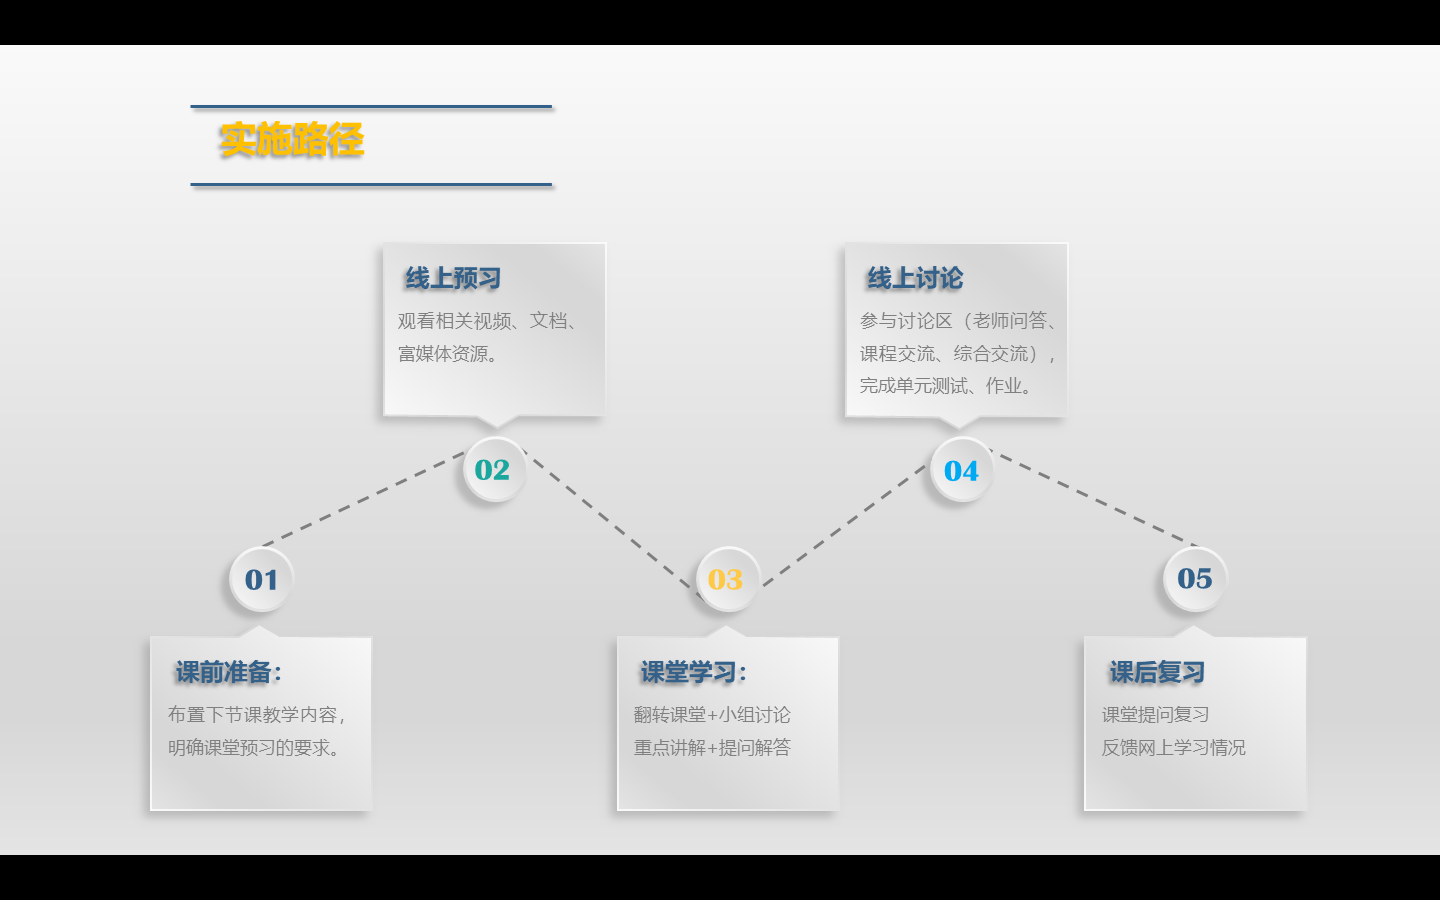 实施路径
线上预习
观看相关视频、文档、
富媒体资源。
线上讨论
参与讨论区（老师问答、
课程交流、综合交流），
完成单元测试、作业。
02
04
01
03
05
课前准备：
布置下节课教学内容，
明确课堂预习的要求。
课堂学习：
翻转课堂+小组讨论
重点讲解+提问解答
课后复习
课堂提问复习
反馈网上学习情况